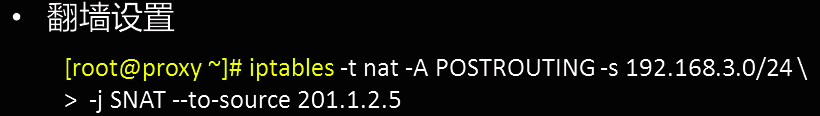 • 翻墙设置
[root@proxy ~]# iptables -t nat -A POSTROUTING -s 192.168.3.0/24 \
> -j SNAT --to-source 201.1.2.5